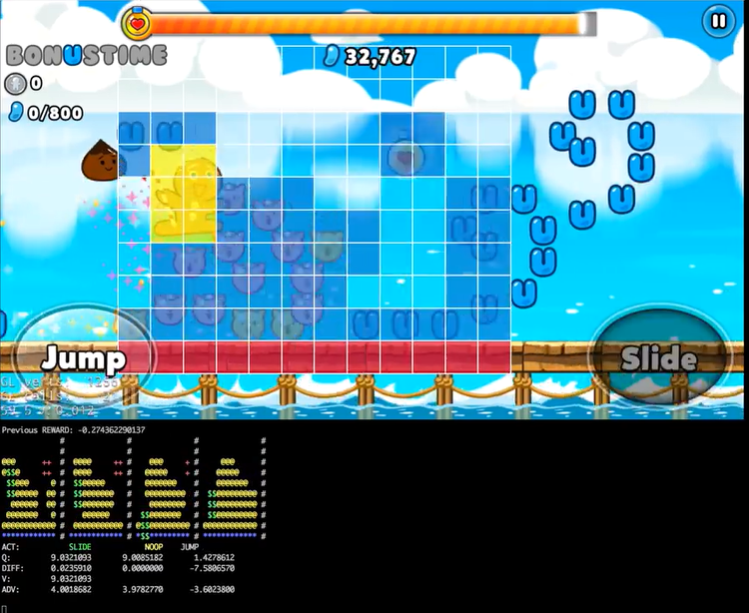 BONUSTIME
32,767
0
0/800
Jump
Slide
Previous REWARD: -0.274362290137
ACT: SLIDE NOOP JUMP
Q: 9.0321093 9.0085182 1.4278612
DIFF: 0.0235910 0.0000000 -7.5806570
V: 9.0321093
ADV: 4.0018682 3.9782770 -3.6023800